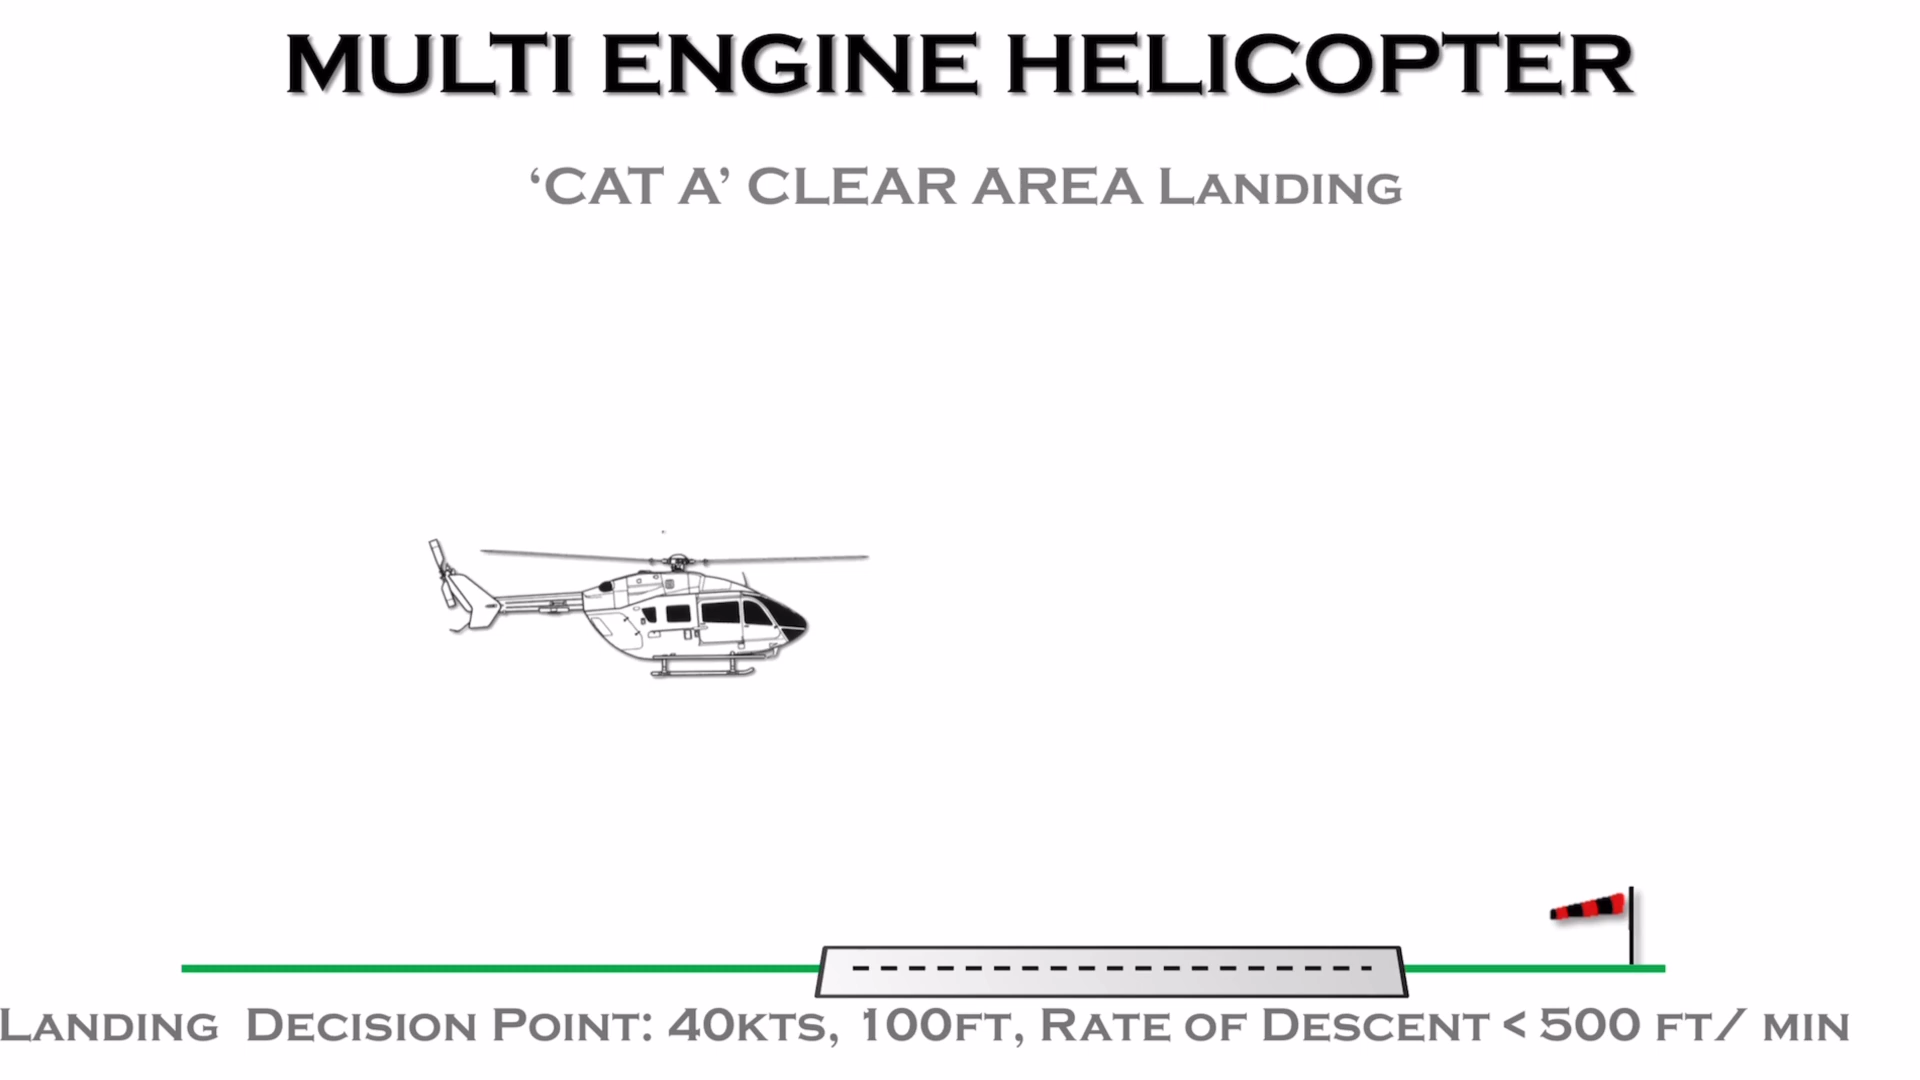 MULTI ENGINE HELICOPTER
‘CAT A’ CLEAR AREA LANDING
LANDING DECISION POINT: 40KTS, 100FT, RATE OF DESCENT < 500 FT/ MIN